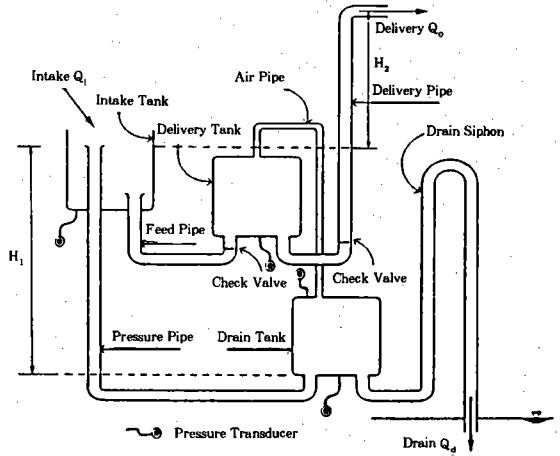 Delivery Q₀
Intake Q₁
H₂
Air Pipe
Intake Tank
Delivery Pipe
Delivery Tank
Drain Siphon
Feed Pipe
H₁
Check Valve
Check Valve
Pressure Pipe
Drain Tank
Pressure Transducer
Drain Q_d